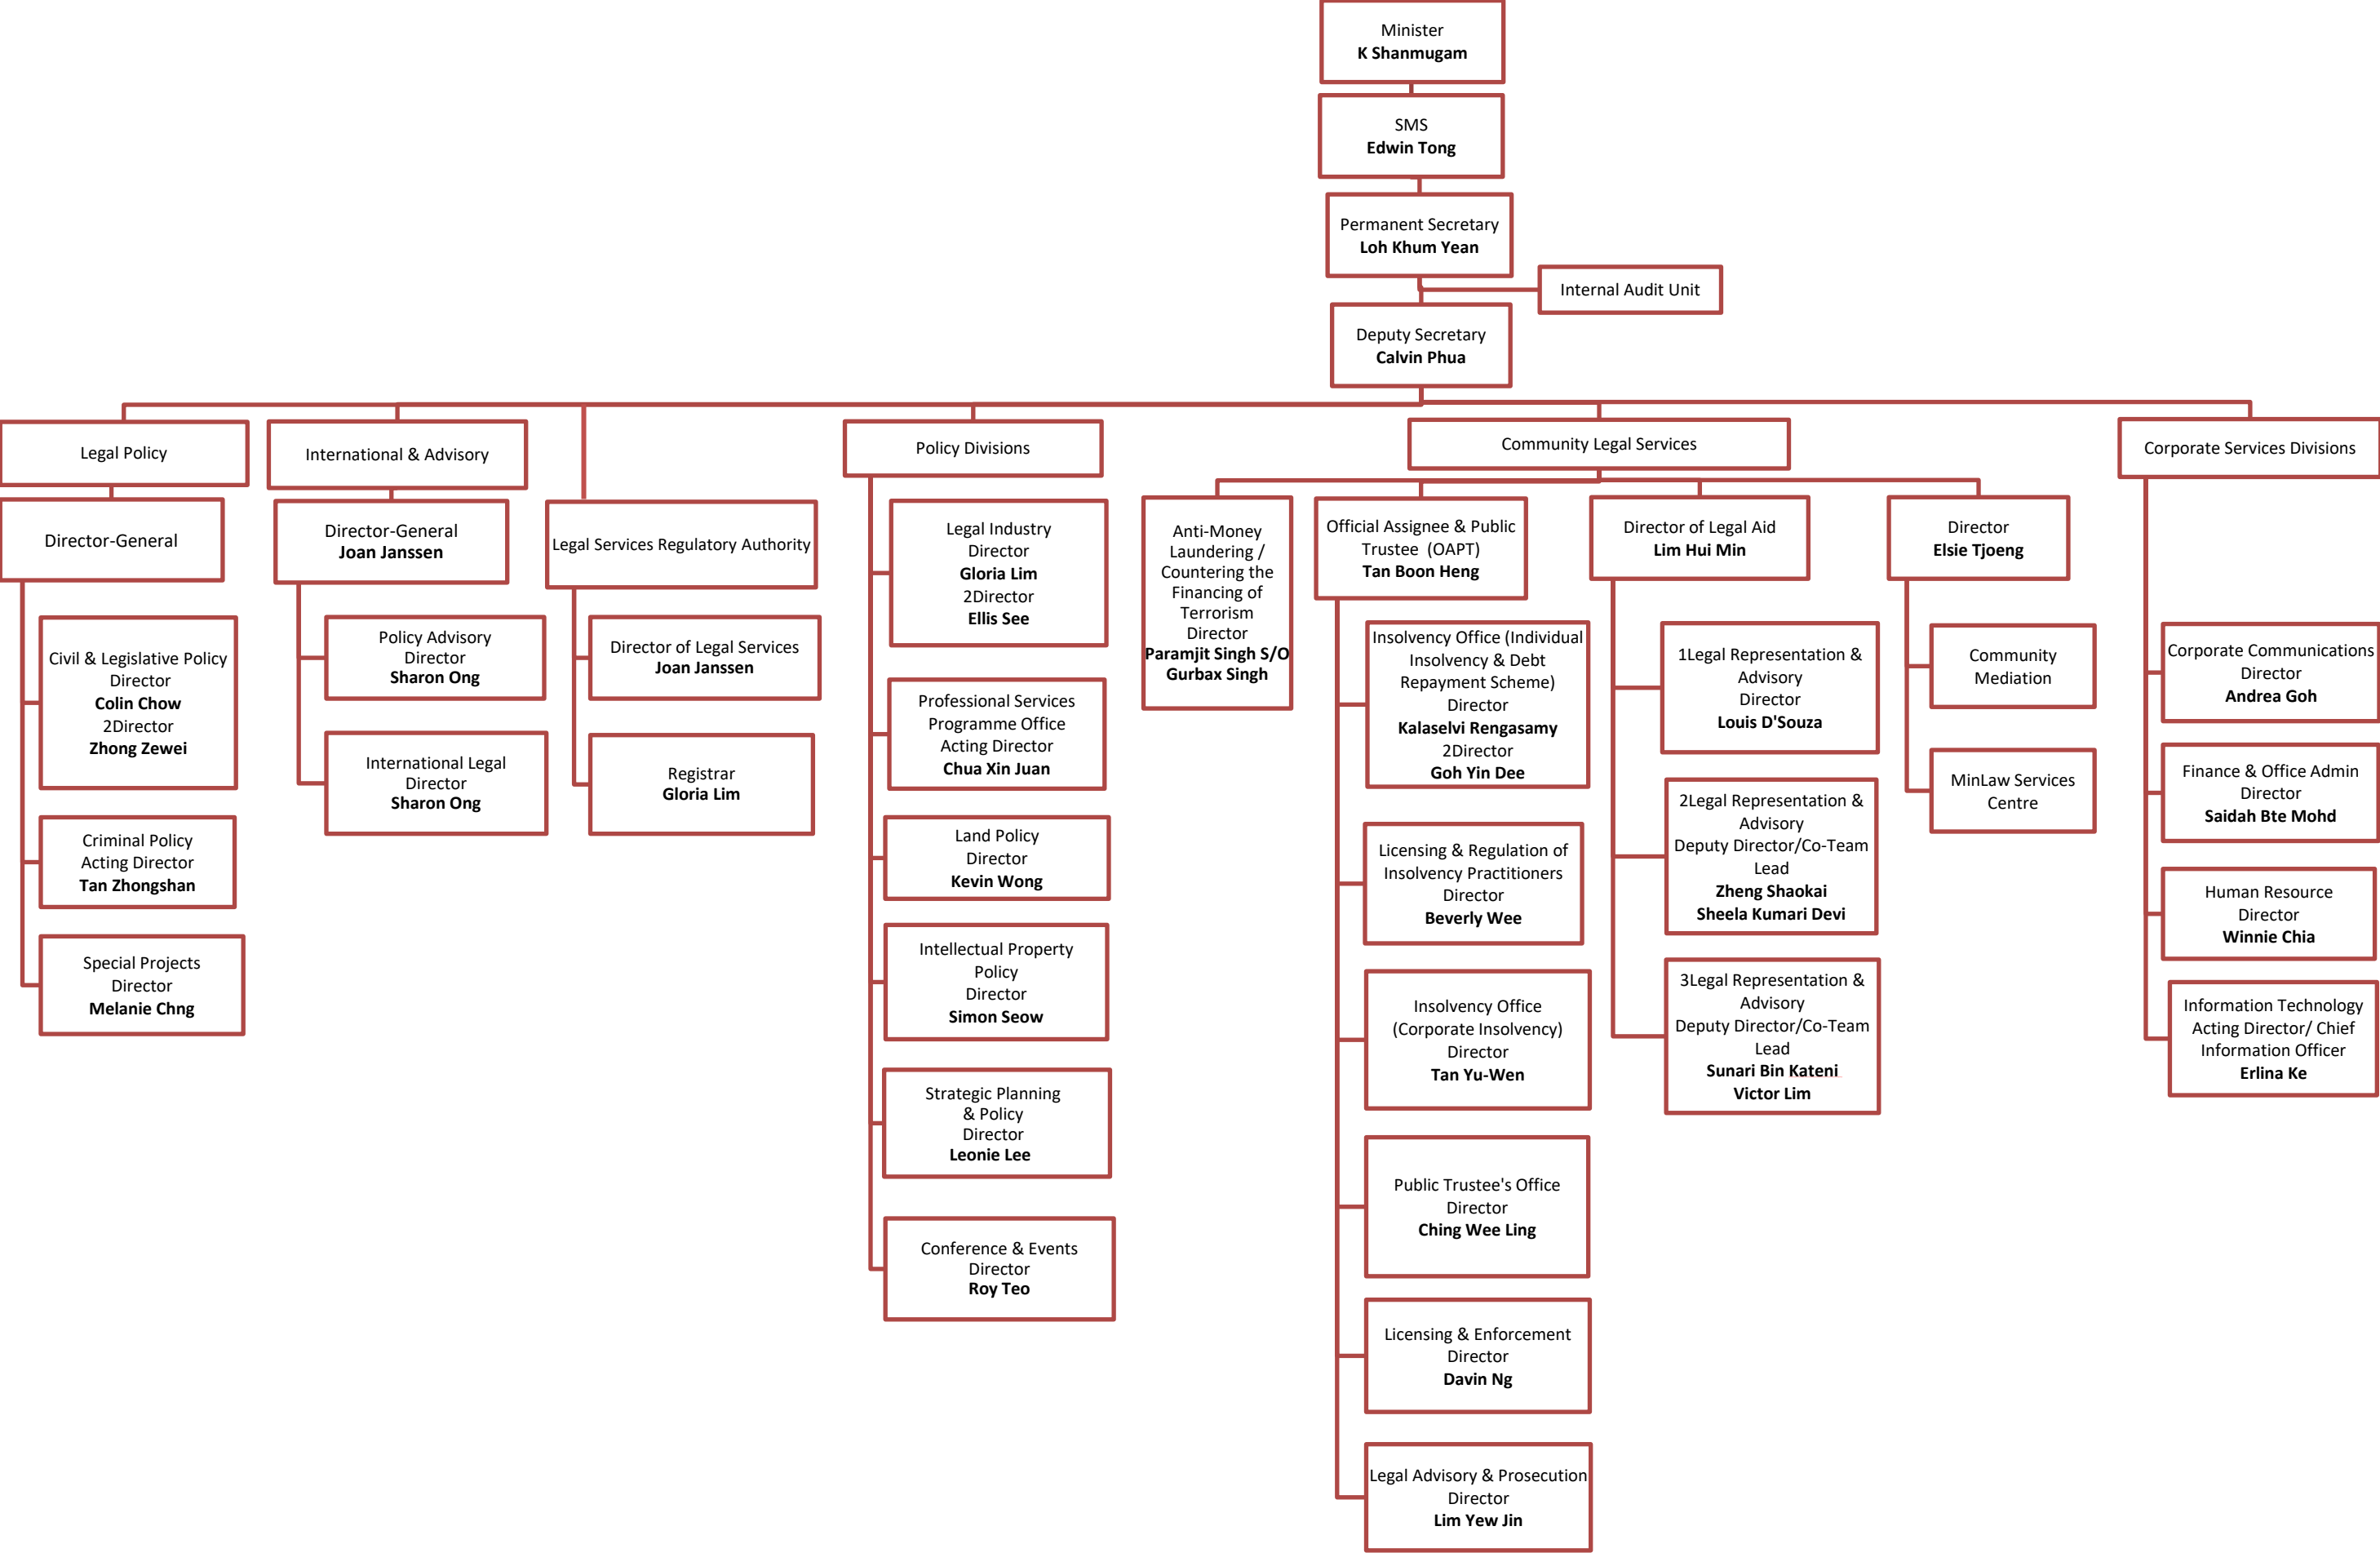 Minister
K Shanmugam
SMS
Edwin Tong
Permanent Secretary
Loh Khum Yean
Internal Audit Unit
Deputy Secretary
Calvin Phua
Legal Policy
Director-General
Civil & Legislative Policy
Director
Colin Chow
2Director
Zhong Zewei
Criminal Policy
Acting Director
Tan Zhongshan
Special Projects
Director
Melanie Chng
International & Advisory
Director-General
Joan Janssen
Policy Advisory
Director
Sharon Ong
International Legal
Director
Sharon Ong
Legal Services Regulatory Authority
Director of Legal Services
Joan Janssen
Registrar
Gloria Lim
Policy Divisions
Legal Industry
Director
Gloria Lim
2Director
Ellis See
Professional Services
Programme Office
Acting Director
Chua Xin Juan
Land Policy
Director
Kevin Wong
Intellectual Property
Policy
Director
Simon Seow
Strategic Planning
& Policy
Director
Leonie Lee
Conference & Events
Director
Roy Teo
Community Legal Services
Anti-Money
Laundering /
Countering the
Financing of
Terrorism
Director
Paramjit Singh S/O
Gurbax Singh
Official Assignee & Public
Trustee (OAPT)
Tan Boon Heng
Insolvency Office (Individual
Insolvency & Debt
Repayment Scheme)
Director
Kalaselvi Rengasamy
2Director
Goh Yin Dee
Licensing & Regulation of
Insolvency Practitioners
Director
Beverly Wee
Insolvency Office
(Corporate Insolvency)
Director
Tan Yu-Wen
Public Trustee's Office
Director
Ching Wee Ling
Licensing & Enforcement
Director
Davin Ng
Legal Advisory & Prosecution
Director
Lim Yew Jin
Director of Legal Aid
Lim Hui Min
1Legal Representation &
Advisory
Director
Louis D'Souza
2Legal Representation &
Advisory
Deputy Director/Co-Team
Lead
Zheng Shaokai
Sheela Kumari Devi
3Legal Representation &
Advisory
Deputy Director/Co-Team
Lead
Sunari Bin Kateni
Victor Lim
Director
Elsie Tjoeng
Community
Mediation
MinLaw Services
Centre
Corporate Services Divisions
Corporate Communications
Director
Andrea Goh
Finance & Office Admin
Director
Saidah Bte Mohd
Human Resource
Director
Winnie Chia
Information Technology
Acting Director/ Chief
Information Officer
Erlina Ke